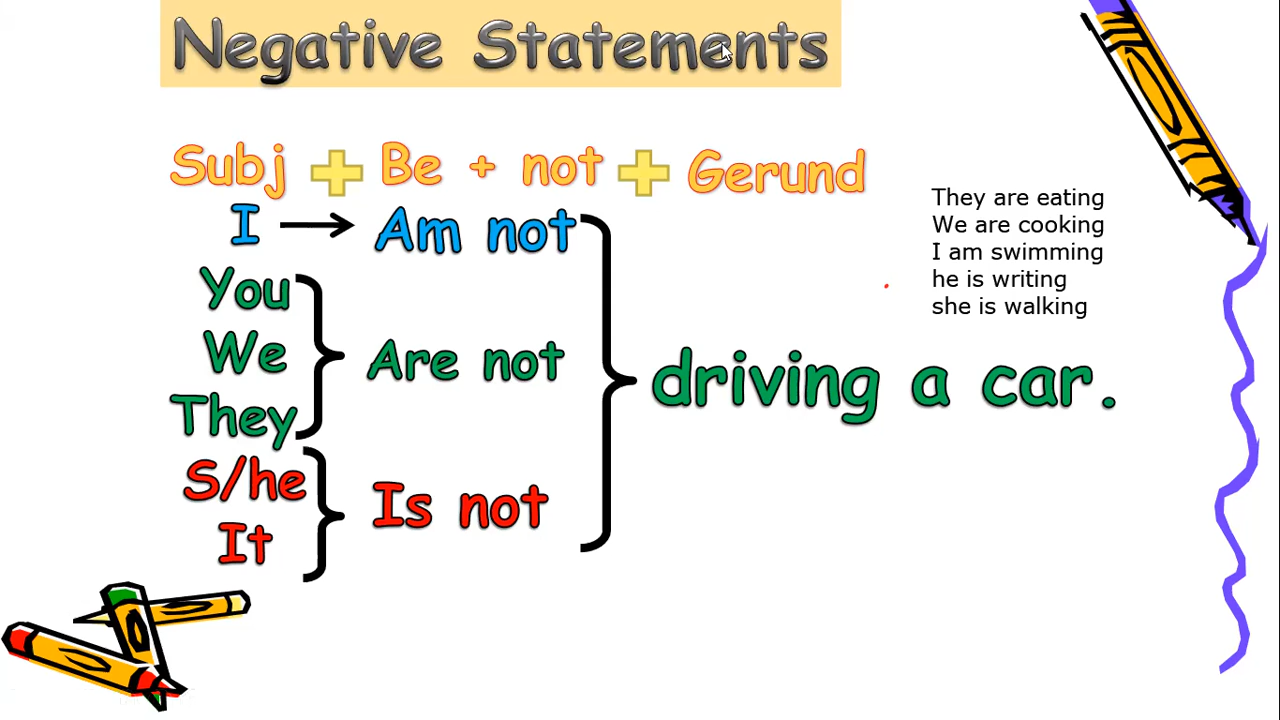 Negative Statements
Subj + Be + not + Gerund
I → Am not
You
We
They
Are not
S/he
It
Is not
driving a car.
They are eating
We are cooking
I am swimming
he is writing
she is walking